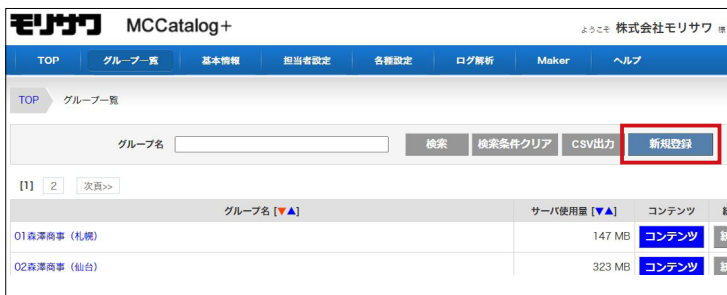 モリサワ MCCatalog+ ようこそ 株式会社モリサワ 様
TOP グループ一覧 基本情報 担当者設定 各種設定 ログ解析 Maker ヘルプ
TOP グループ一覧
グループ名 検索 検索条件クリア CSV出力 新規登録
[1] 2 次頁>>
グループ名 [▼▲] サーバ使用量 [▼▲] コンテンツ
01森澤商事（札幌） 147 MB コンテンツ
02森澤商事（仙台） 323 MB コンテンツ